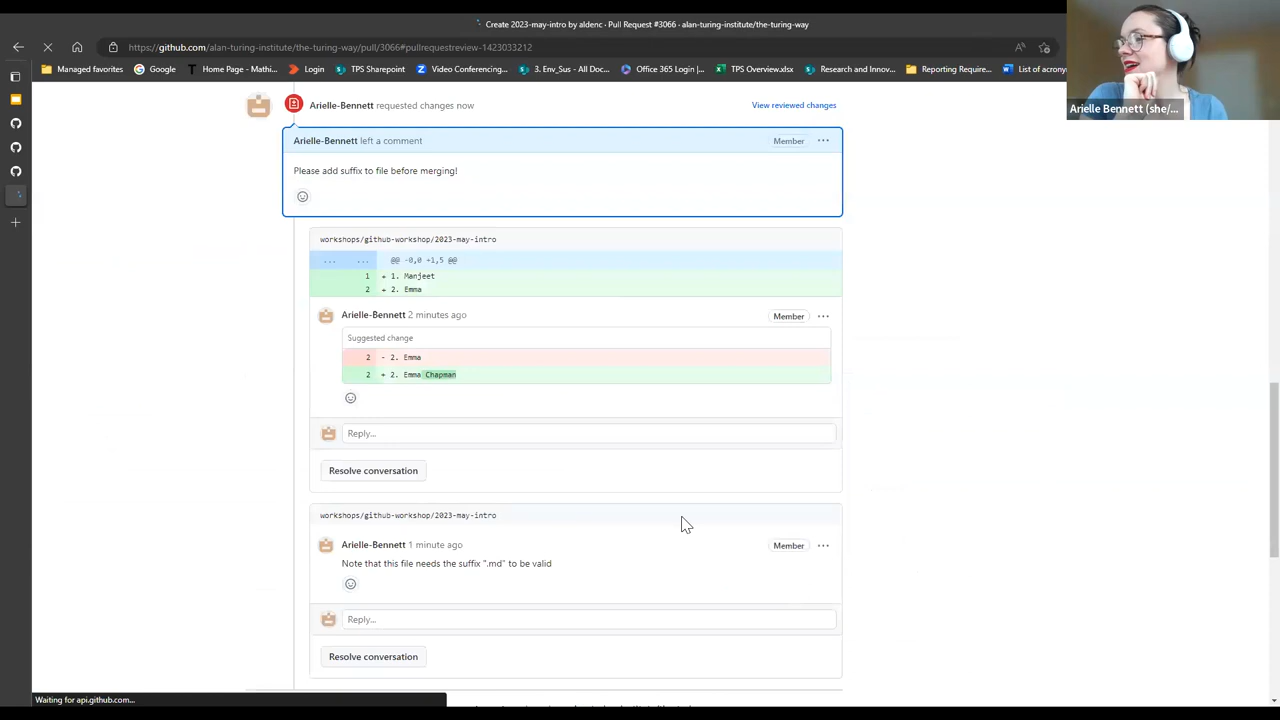 Create 2023-may-intro by aldenc · Pull Request #3066 · alan-turing-institute/the-turing-way
https://github.com/alan-turing-institute/the-turing-way/pull/3066#pullrequestreview-1423033212
Managed favorites Google Home Page - Mathi... Login TPS Sharepoint Video Conferencing... 3. Env_Sus - All Doc... Office 365 Login |... TPS Overview.xlsx Research and Innov... Reporting Require... List of acrony
Arielle Bennett (she/...
Arielle-Bennett requested changes now View reviewed changes
Arielle-Bennett left a comment Member ...
Please add suffix to file before merging!
workshops/github-workshop/2023-may-intro
... ... @@ -0,0 +1,5 @@
1 + 1. Manjeet
2 + 2. Emma
Arielle-Bennett 2 minutes ago Member ...
Suggested change
2 - 2. Emma
2 + 2. Emma Chapman
Reply...
Resolve conversation
workshops/github-workshop/2023-may-intro
Arielle-Bennett 1 minute ago Member ...
Note that this file needs the suffix ".md" to be valid
Reply...
Resolve conversation
Waiting for api.github.com...